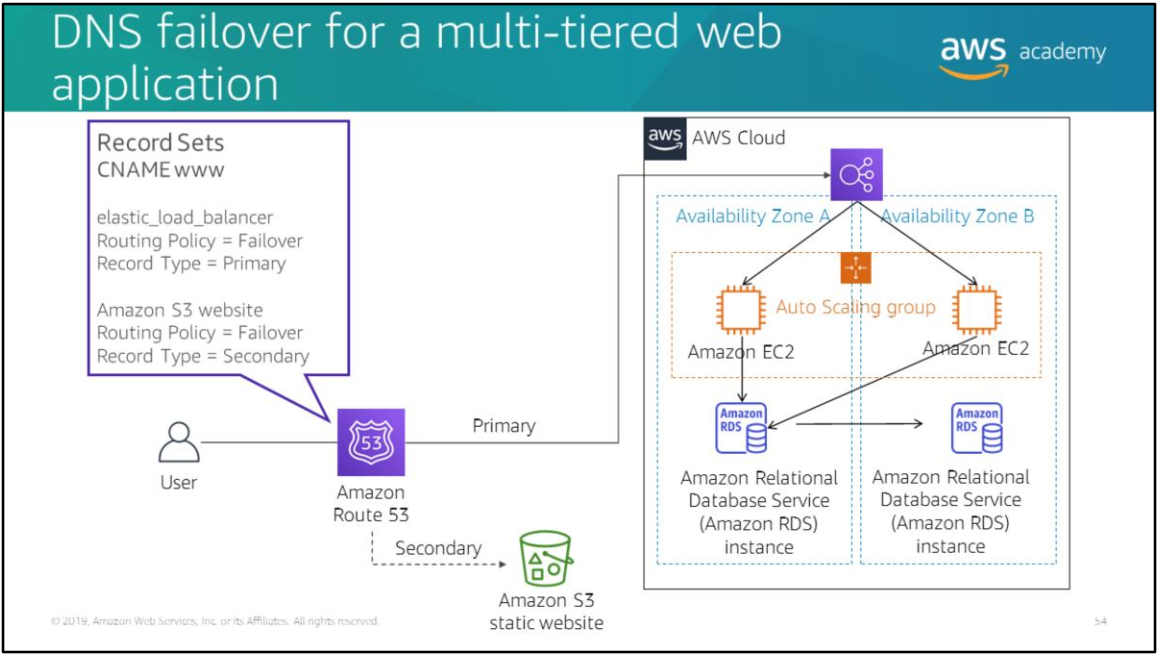 DNS failover for a multi-tiered web
application
aws academy
Record Sets
CNAME www
elastic_load_balancer
Routing Policy = Failover
Record Type = Primary
Amazon S3 website
Routing Policy = Failover
Record Type = Secondary
aws AWS Cloud
Availability Zone A
Availability Zone B
Auto Scaling group
Amazon EC2
Amazon EC2
Amazon
RDS
Amazon
RDS
Amazon Relational
Database Service
(Amazon RDS)
instance
Amazon Relational
Database Service
(Amazon RDS)
instance
User
53
Amazon
Route 53
Primary
Secondary
Amazon S3
static website
© 2019, Amazon Web Services, Inc. or its Affiliates. All rights reserved.
54